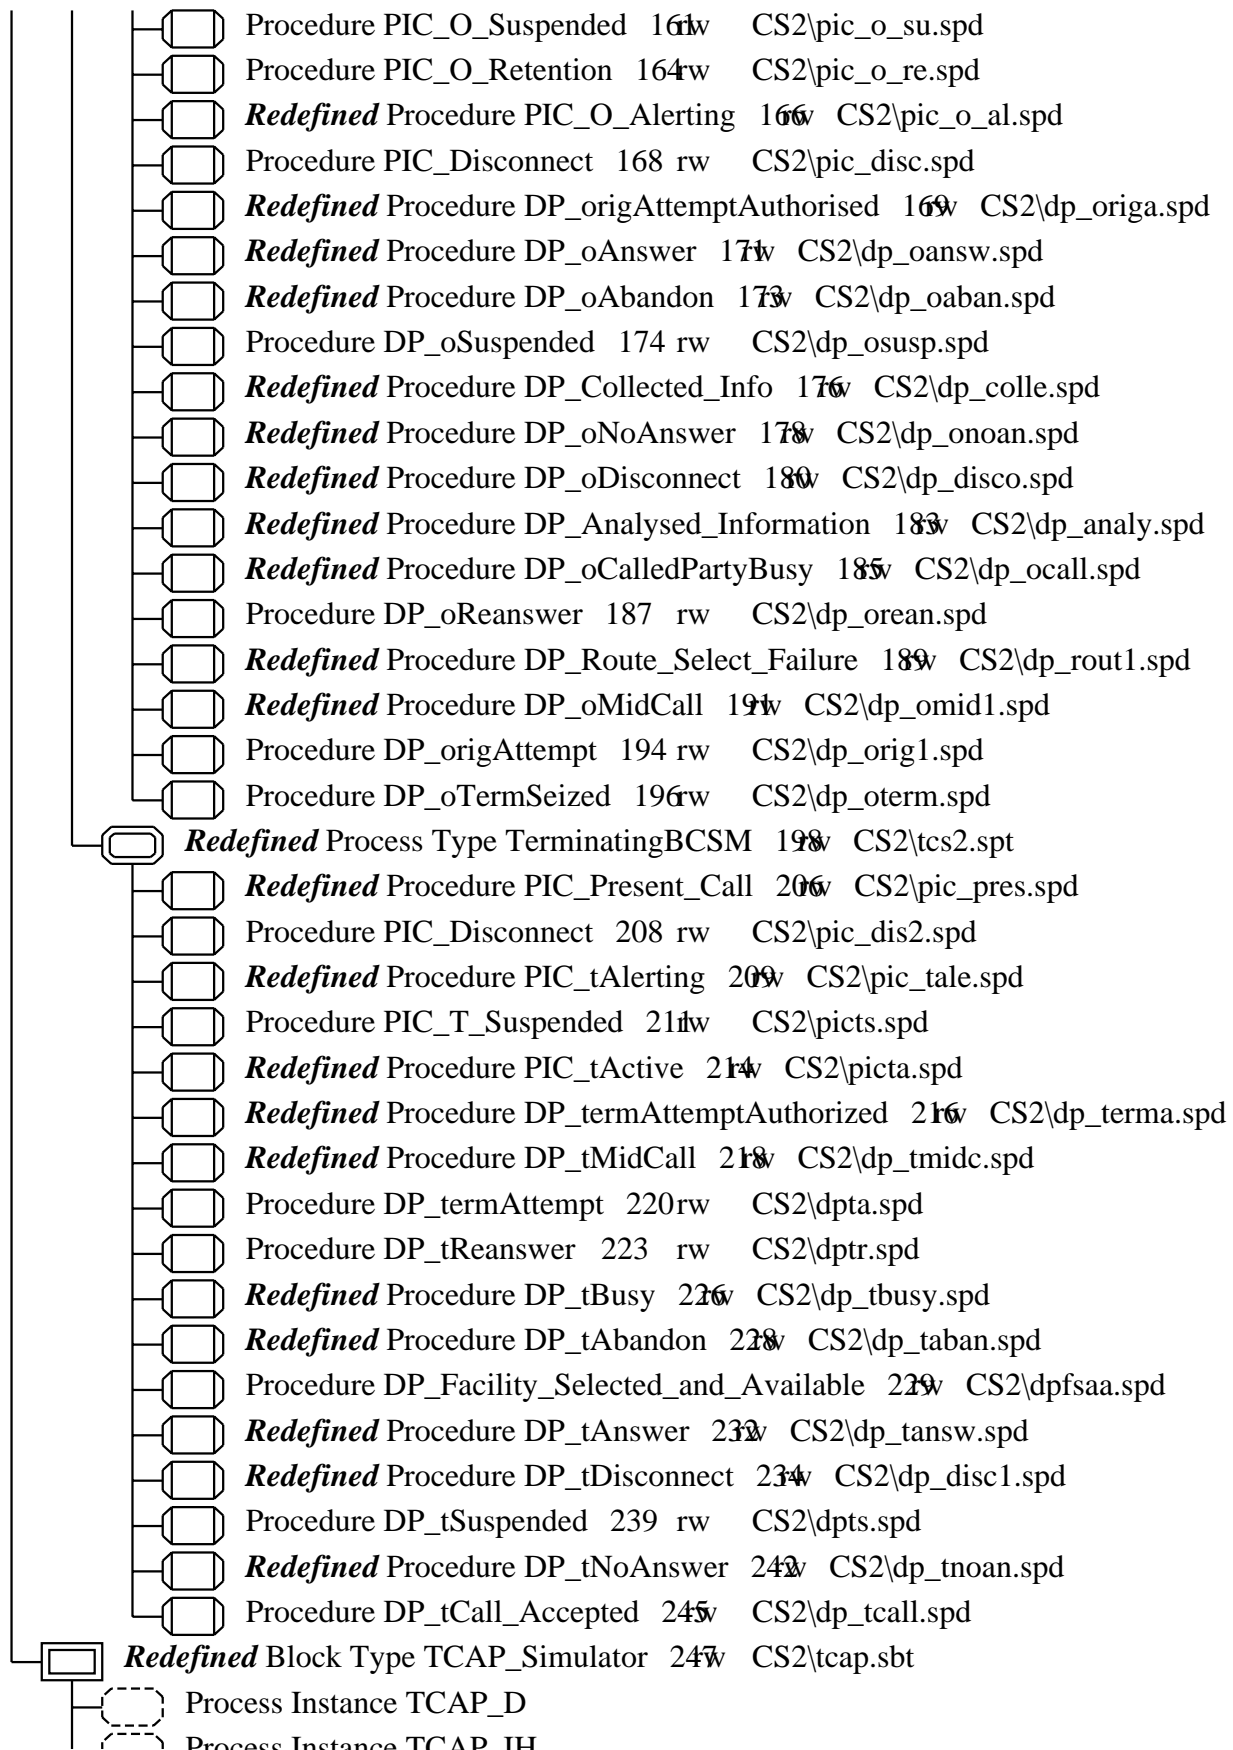 Procedure PIC_O_Suspended 161 rw CS2\pic_o_su.spd
Procedure PIC_O_Retention 164 rw CS2\pic_o_re.spd
Redefined Procedure PIC_O_Alerting 166 rw CS2\pic_o_al.spd
Procedure PIC_Disconnect 168 rw CS2\pic_disc.spd
Redefined Procedure DP_origAttemptAuthorised 169 rw CS2\dp_origa.spd
Redefined Procedure DP_oAnswer 171 rw CS2\dp_oansw.spd
Redefined Procedure DP_oAbandon 173 rw CS2\dp_oaban.spd
Procedure DP_oSuspended 174 rw CS2\dp_osusp.spd
Redefined Procedure DP_Collected_Info 176 rw CS2\dp_colle.spd
Redefined Procedure DP_oNoAnswer 178 rw CS2\dp_onoan.spd
Redefined Procedure DP_oDisconnect 180 rw CS2\dp_disco.spd
Redefined Procedure DP_Analysed_Information 183 rw CS2\dp_analy.spd
Redefined Procedure DP_oCalledPartyBusy 185 rw CS2\dp_ocall.spd
Procedure DP_oReanswer 187 rw CS2\dp_orean.spd
Redefined Procedure DP_Route_Select_Failure 189 rw CS2\dp_rout1.spd
Redefined Procedure DP_oMidCall 191 rw CS2\dp_omid1.spd
Procedure DP_origAttempt 194 rw CS2\dp_orig1.spd
Procedure DP_oTermSeized 196 rw CS2\dp_oterm.spd
Redefined Process Type TerminatingBCSM 198 rw CS2\tcs2.spt
Redefined Procedure PIC_Present_Call 206 rw CS2\pic_pres.spd
Procedure PIC_Disconnect 208 rw CS2\pic_dis2.spd
Redefined Procedure PIC_tAlerting 209 rw CS2\pic_tale.spd
Procedure PIC_T_Suspended 211 rw CS2\picts.spd
Redefined Procedure PIC_tActive 214 rw CS2\picta.spd
Redefined Procedure DP_termAttemptAuthorized 216 rw CS2\dp_terma.spd
Redefined Procedure DP_tMidCall 218 rw CS2\dp_tmidc.spd
Procedure DP_termAttempt 220 rw CS2\dpta.spd
Procedure DP_tReanswer 223 rw CS2\dptr.spd
Redefined Procedure DP_tBusy 226 rw CS2\dp_tbusy.spd
Redefined Procedure DP_tAbandon 228 rw CS2\dp_taban.spd
Procedure DP_Facility_Selected_and_Available 229 rw CS2\dpfsaa.spd
Redefined Procedure DP_tAnswer 232 rw CS2\dp_tansw.spd
Redefined Procedure DP_tDisconnect 234 rw CS2\dp_disc1.spd
Procedure DP_tSuspended 239 rw CS2\dpts.spd
Redefined Procedure DP_tNoAnswer 242 rw CS2\dp_tnoan.spd
Procedure DP_tCall_Accepted 245 rw CS2\dp_tcall.spd
Redefined Block Type TCAP_Simulator 247 rw CS2\tcap.sbt
Process Instance TCAP_D
Process Instance TCAP_IH